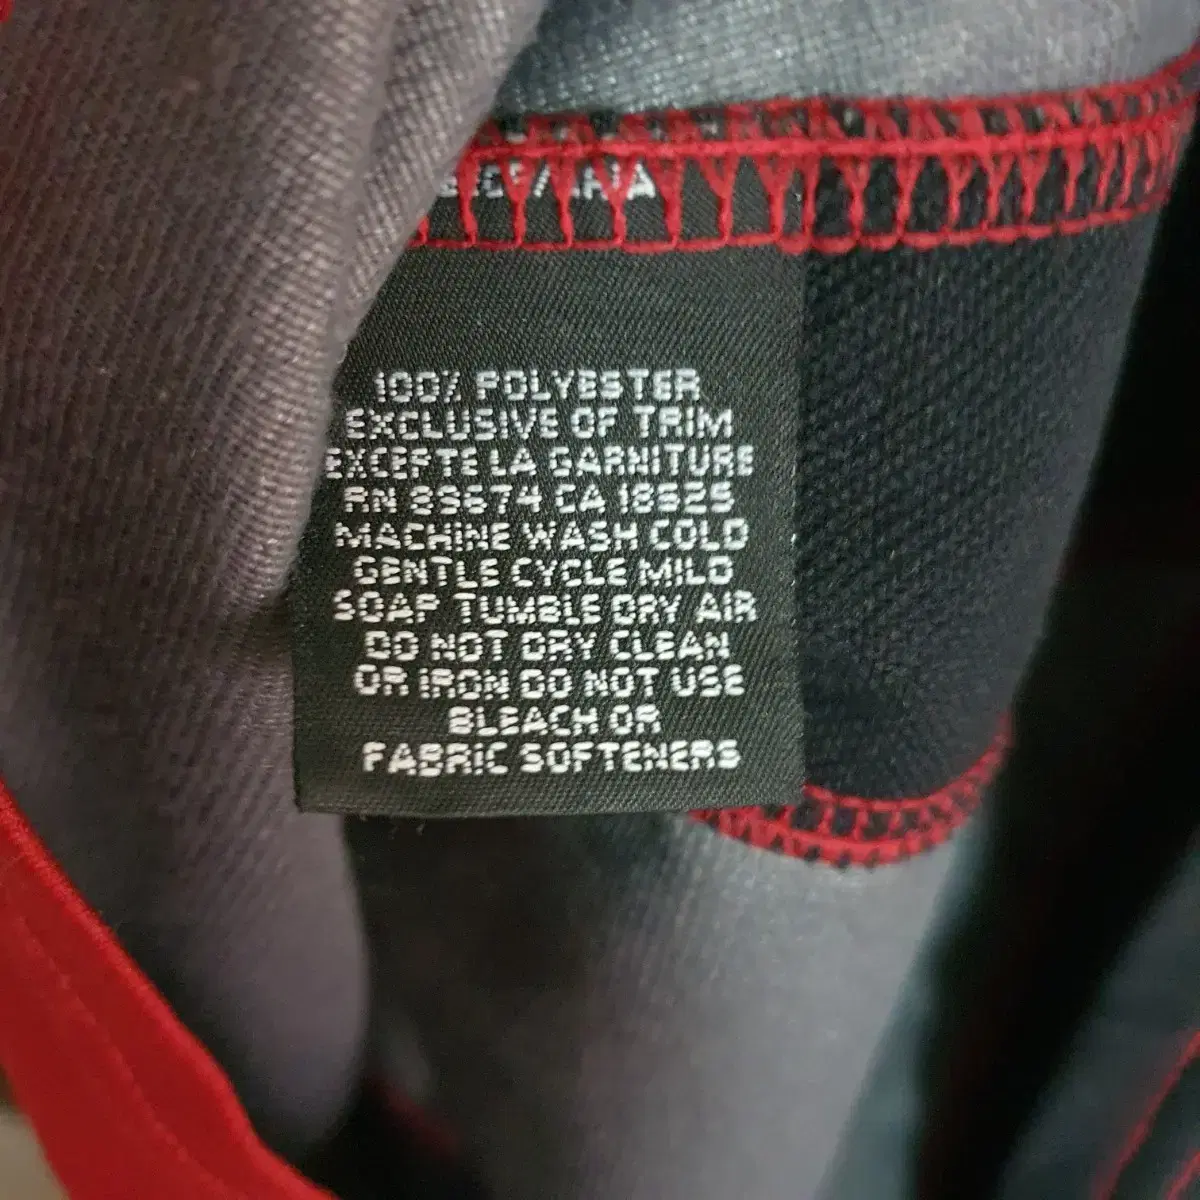 100% POLYESTER
EXCLUSIVE OF TRIM
EXCEPTE LA GARNITURE
RN 89674 CA 18525
MACHINE WASH COLD
GENTLE CYCLE MILD
SOAP TUMBLE DRY AIR
DO NOT DRY CLEAN
OR IRON DO NOT USE
BLEACH OR
FABRIC SOFTENERS